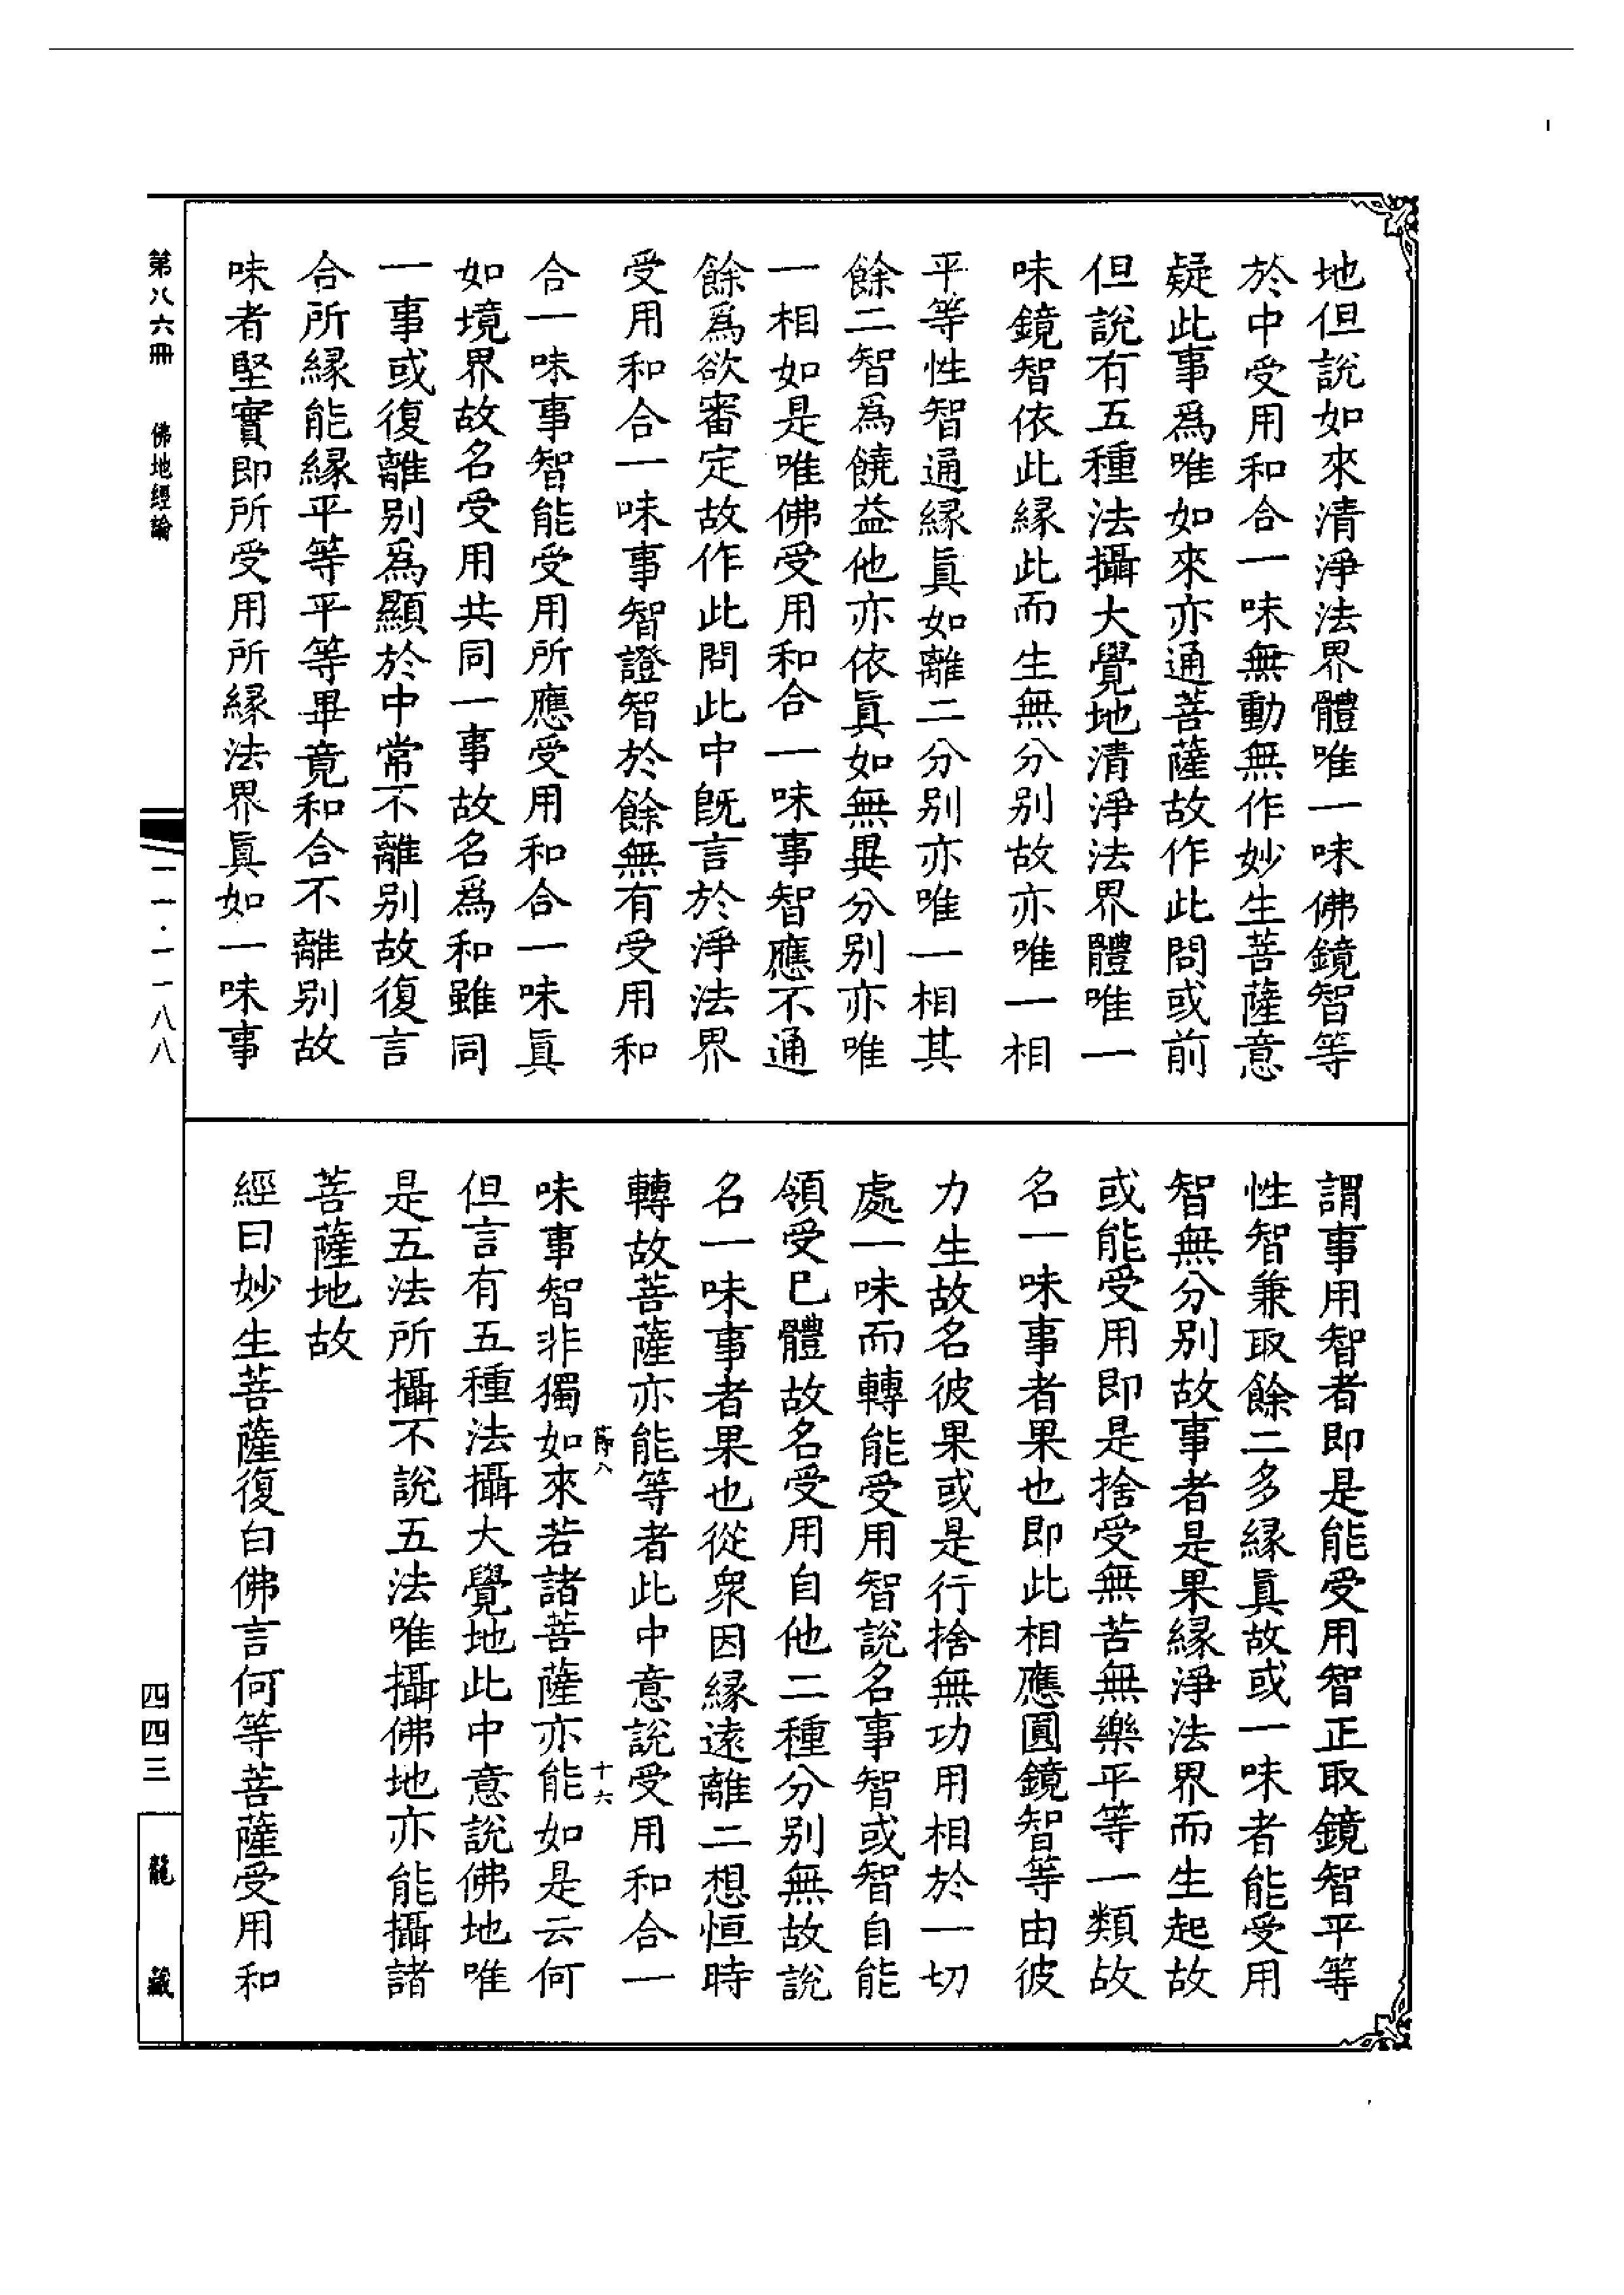 地但說如來清淨法界體唯一味佛鏡智等
於中受用和合一味無動無作妙生菩薩意
疑此事爲唯如來亦通菩薩故作此問或前
但說有五種法攝大覺地清淨法界體唯一
味鏡智依此縁此而生無分别故亦唯一相
平等性智通縁眞如離二分别亦唯一相其
餘二智爲饒益他亦依眞如無異分别亦唯
一相如是唯佛受用和合一味事智應不通
餘爲欲審定故作此問此中旣言於淨法界
受用和合一味事智證智於餘無有受用和
合一味事智能受用所應受用和合一味眞
如境界故名受用共同一事故名爲和雖同
一事或復離别爲顯於中常不離别故復言
合所縁能縁平等平等畢竟和合不離别故
味者堅實即所受用所縁法界眞如一味事
謂事用智者即是能受用智正取鏡智平等
性智兼取餘二多縁眞故或一味者能受用
智無分别故事者是果縁淨法界而生起故
或能受用即是捨受無苦無樂平等一類故
名一味事者果也即此相應圓鏡智等由彼
力生故名彼果或是行捨無功用相於一切
處一味而轉能受用智說名事智或智自能
領受已體故名受用自他二種分别無故說
名一味事者果也從衆因縁遠離二想恒時
轉故菩薩亦能等者此中意說受用和合一
味事智非獨如來若諸菩薩亦能如是云何
但言有五種法攝大覺地此中意說佛地唯
是五法所攝不說五法唯攝佛地亦能攝諸
菩薩地故
經曰妙生菩薩復白佛言何等菩薩受用和
八
十六
第八六冊
佛地經論
一一·一一八八
四四三
龍藏